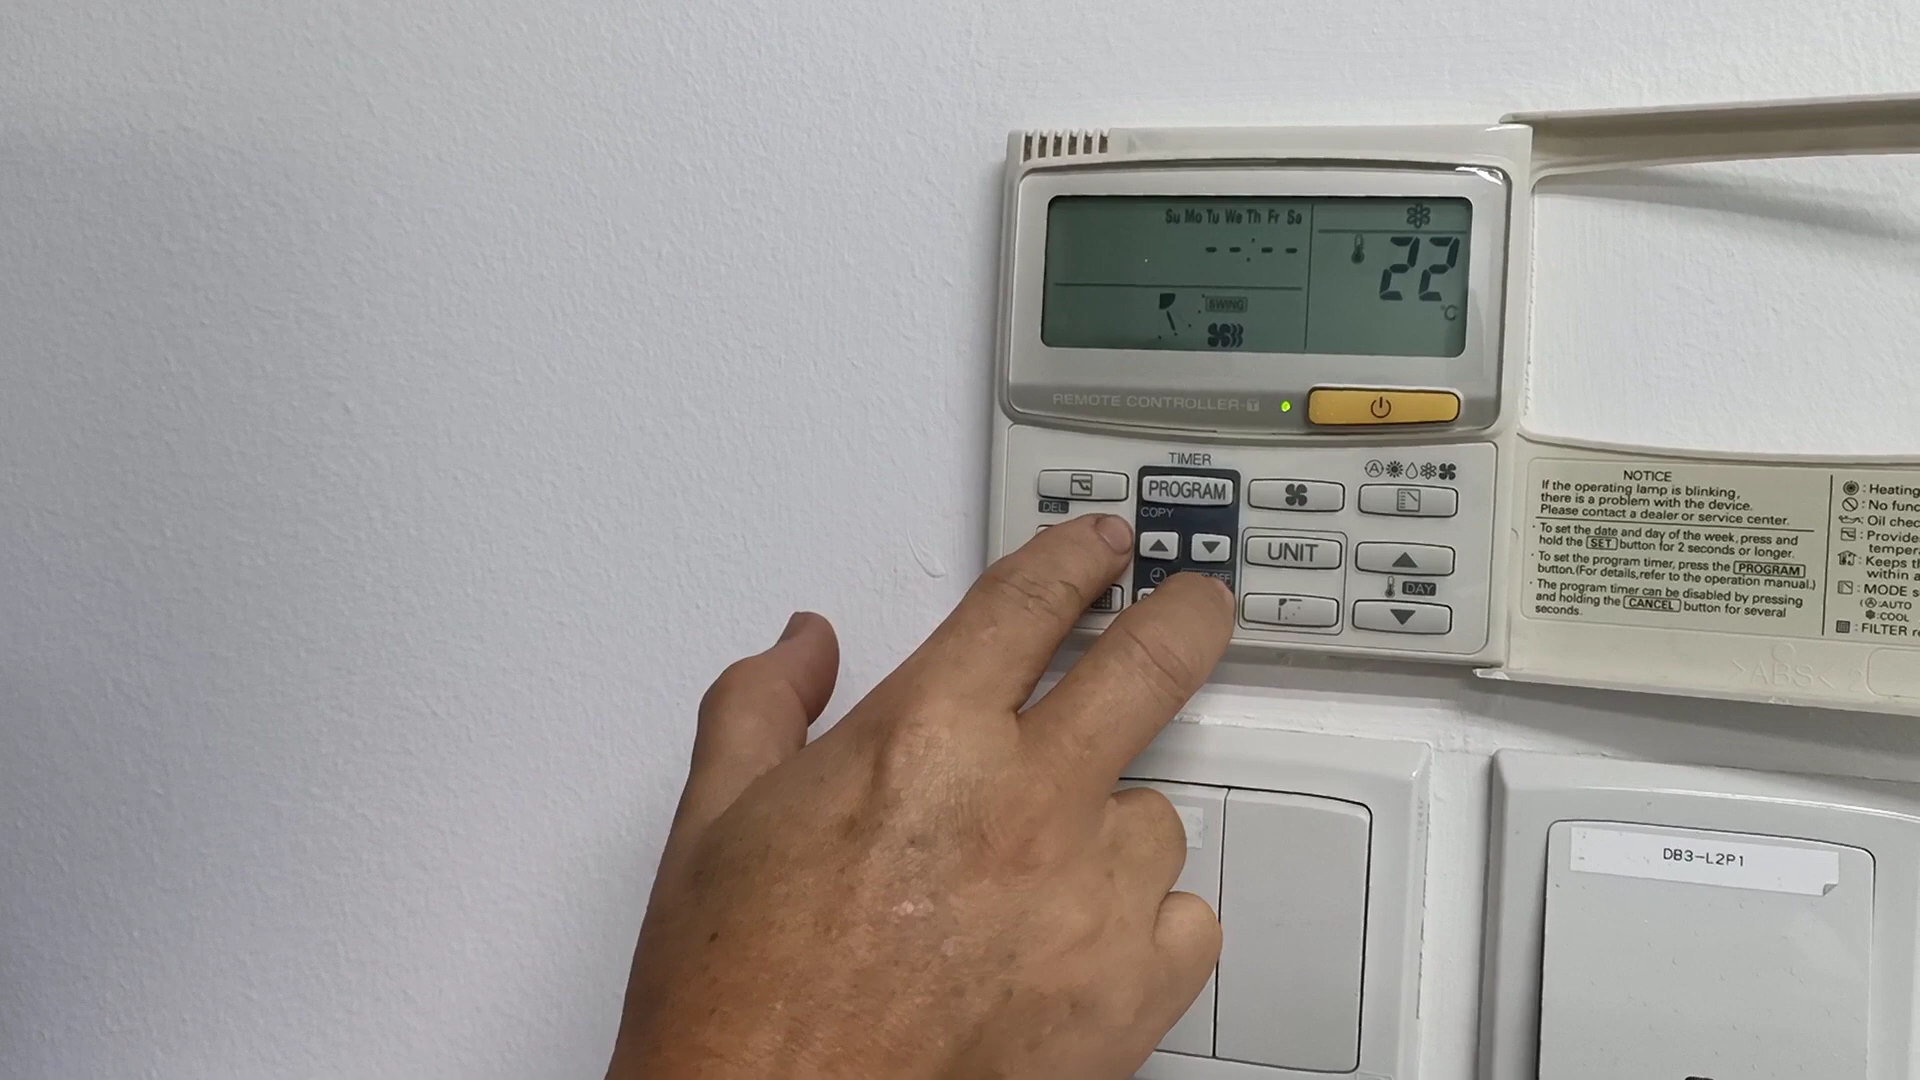 Su Mo Tu We Th Fr Sa
--:--
22
°C
SWING
REMOTE CONTROLLER-T
TIMER
PROGRAM
DEL
COPY
UNIT
DAY
NOTICE
If the operating lamp is blinking,
there is a problem with the device.
Please contact a dealer or service center.
· To set the date and day of the week, press and
hold the SET button for 2 seconds or longer.
· To set the program timer, press the PROGRAM
button.(For details,refer to the operation manual.)
· The program timer can be disabled by pressing
and holding the CANCEL button for several
seconds.
: Heating
: No func
: Oil chec
: Provide
tempera
: Keeps th
within a
: MODE s
(A:AUTO
:COOL
: FILTER re
>ABS<
DB3-L2P1